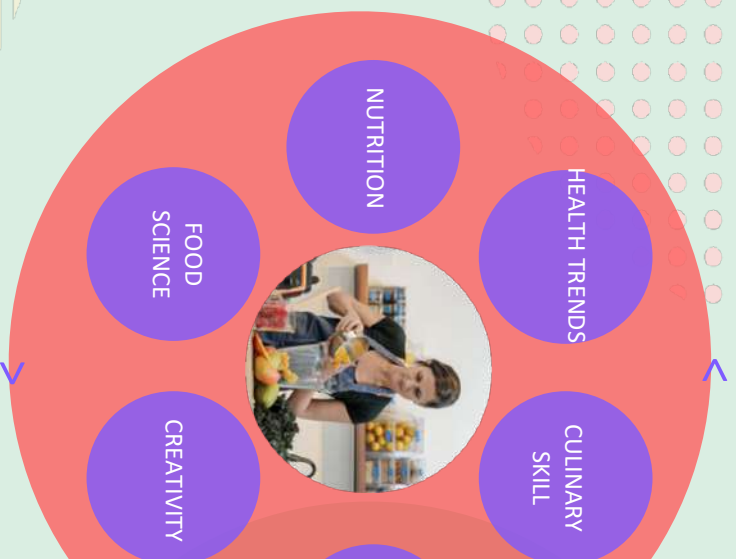 NUTRITION
HEALTH TRENDS
CULINARY
SKILL
FOOD
SCIENCE
CREATIVITY